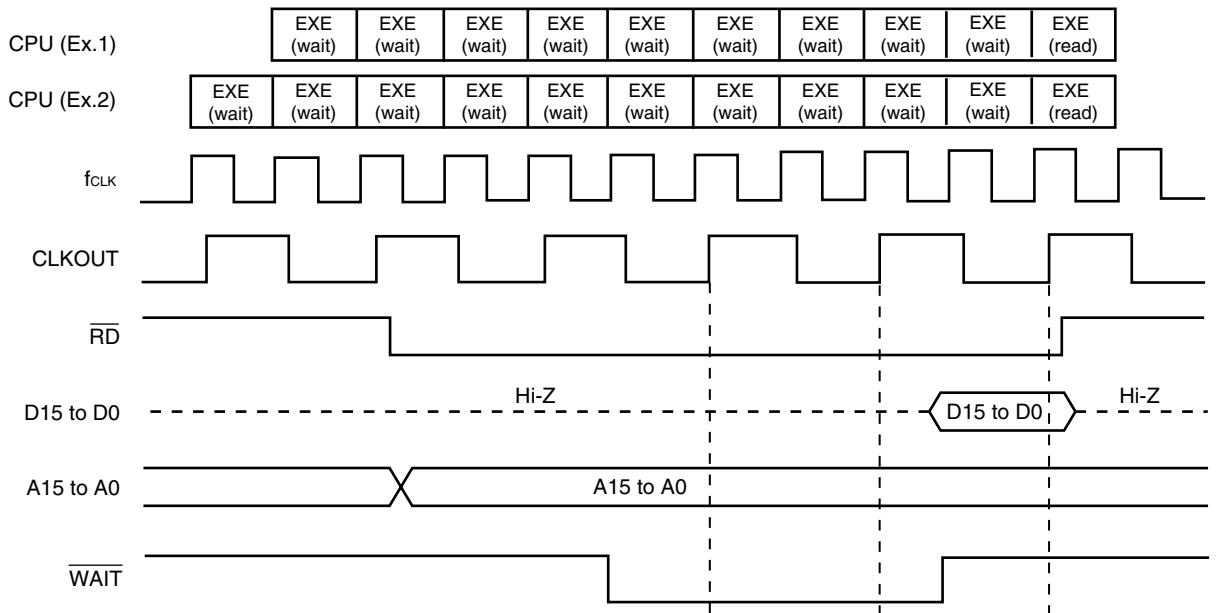 CPU (Ex.1) EXE (wait) EXE (wait) EXE (wait) EXE (wait) EXE (wait) EXE (wait) EXE (wait) EXE (wait) EXE (wait) EXE (read)
CPU (Ex.2) EXE (wait) EXE (wait) EXE (wait) EXE (wait) EXE (wait) EXE (wait) EXE (wait) EXE (wait) EXE (wait) EXE (wait) EXE (read)
fCLK
CLKOUT
RD
Hi-Z Hi-Z
D15 to D0 D15 to D0
A15 to A0 A15 to A0
WAIT